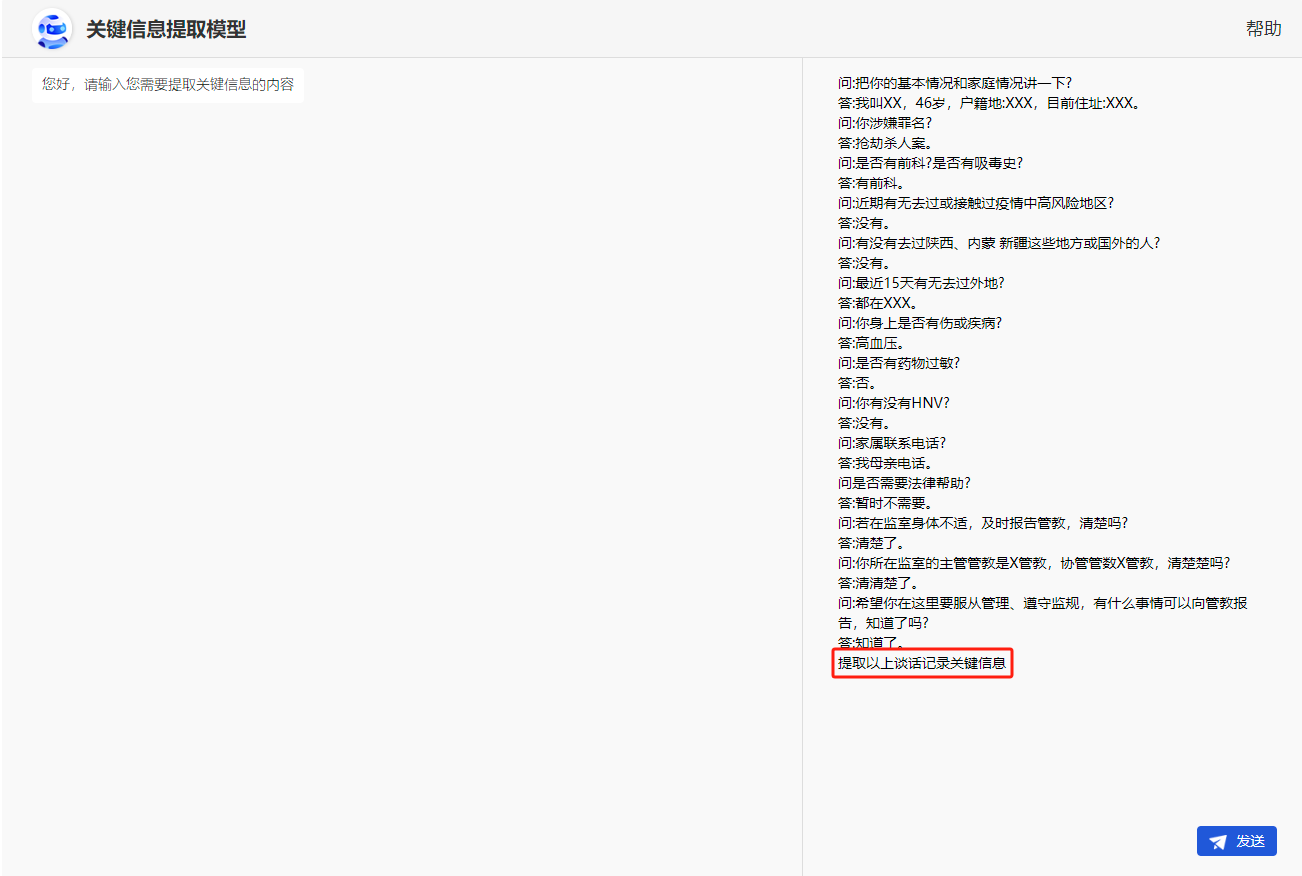 关键信息提取模型
帮助
您好，请输入您需要提取关键信息的内容
问:把你的基本情况和家庭情况讲一下?
答:我叫XX，46岁，户籍地:XXX，目前住址:XXX。
问:你涉嫌罪名?
答:抢劫杀人案。
问:是否有前科?是否有吸毒史?
答:有前科。
问:近期有无去过或接触过疫情中高风险地区?
答:没有。
问:有没有去过陕西、内蒙 新疆这些地方或国外的人?
答:没有。
问:最近15天有无去过外地?
答:都在XXX。
问:你身上是否有伤或疾病?
答:高血压。
问:是否有药物过敏?
答:否。
问:你有没有HNV?
答:没有。
问:家属联系电话?
答:我母亲电话。
问是否需要法律帮助?
答:暂时不需要。
问:若在监室身体不适，及时报告管教，清楚吗?
答:清楚了。
问:你所在监室的主管管教是X管教，协管管数X管教，清楚楚吗?
答:清清楚了。
问:希望你在这里要服从管理、遵守监规，有什么事情可以向管教报
告，知道了吗?
答:知道了。
提取以上谈话记录关键信息
发送